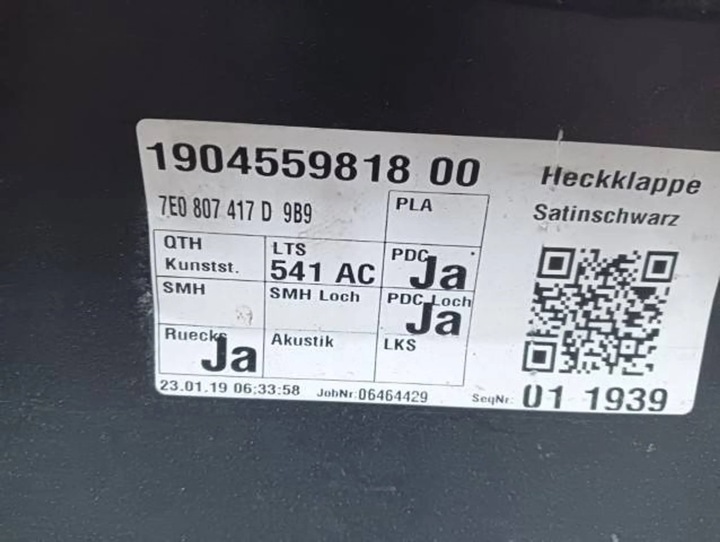 1904559818 00
Heckklappe
7E0 807 417 D 9B9
PLA
Satinschwarz
QTH
Kunstst.
LTS
541 AC
PDC
Ja
SMH
SMH Loch
PDC Loch
Ja
Ruecks
Ja
Akustik
LKS
23.01.19 06:33:58
JobNr:06464429
SeqNr: 01 1939